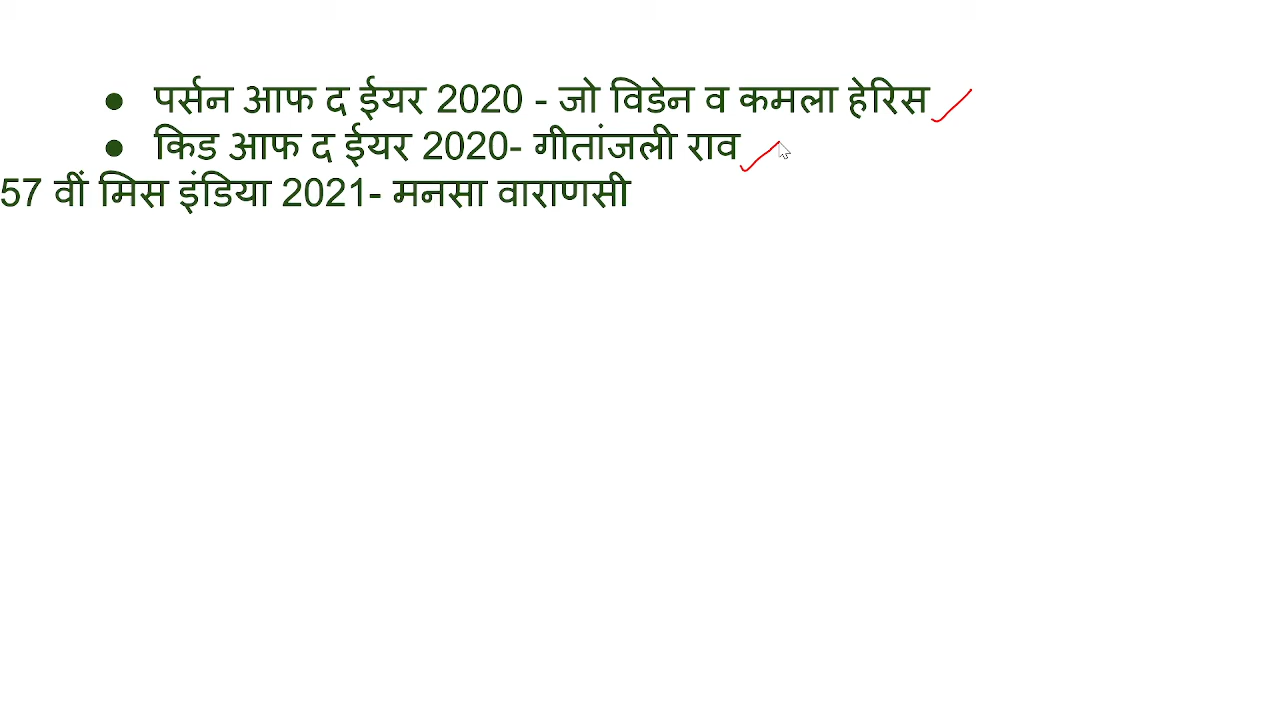 ● पर्सन आफ द ईयर 2020 - जो विडेन व कमला हेरिस
● किड आफ द ईयर 2020- गीतांजली राव
57 वीं मिस इंडिया 2021- मनसा वाराणसी